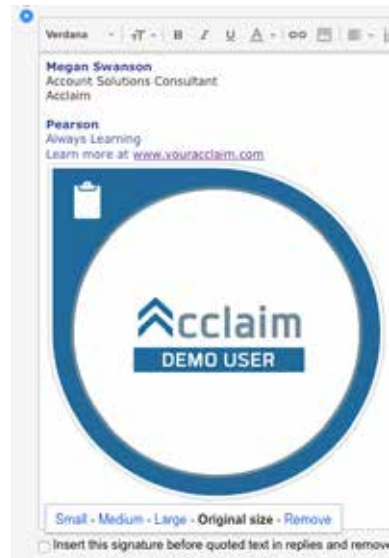 Verdana
B I U A
Megan Swanson
Account Solutions Consultant
Acclaim
Pearson
Always Learning
Learn more at www.youracclaim.com
Acclaim
DEMO USER
Small - Medium - Large - Original size - Remove
Insert this signature before quoted text in replies and remove